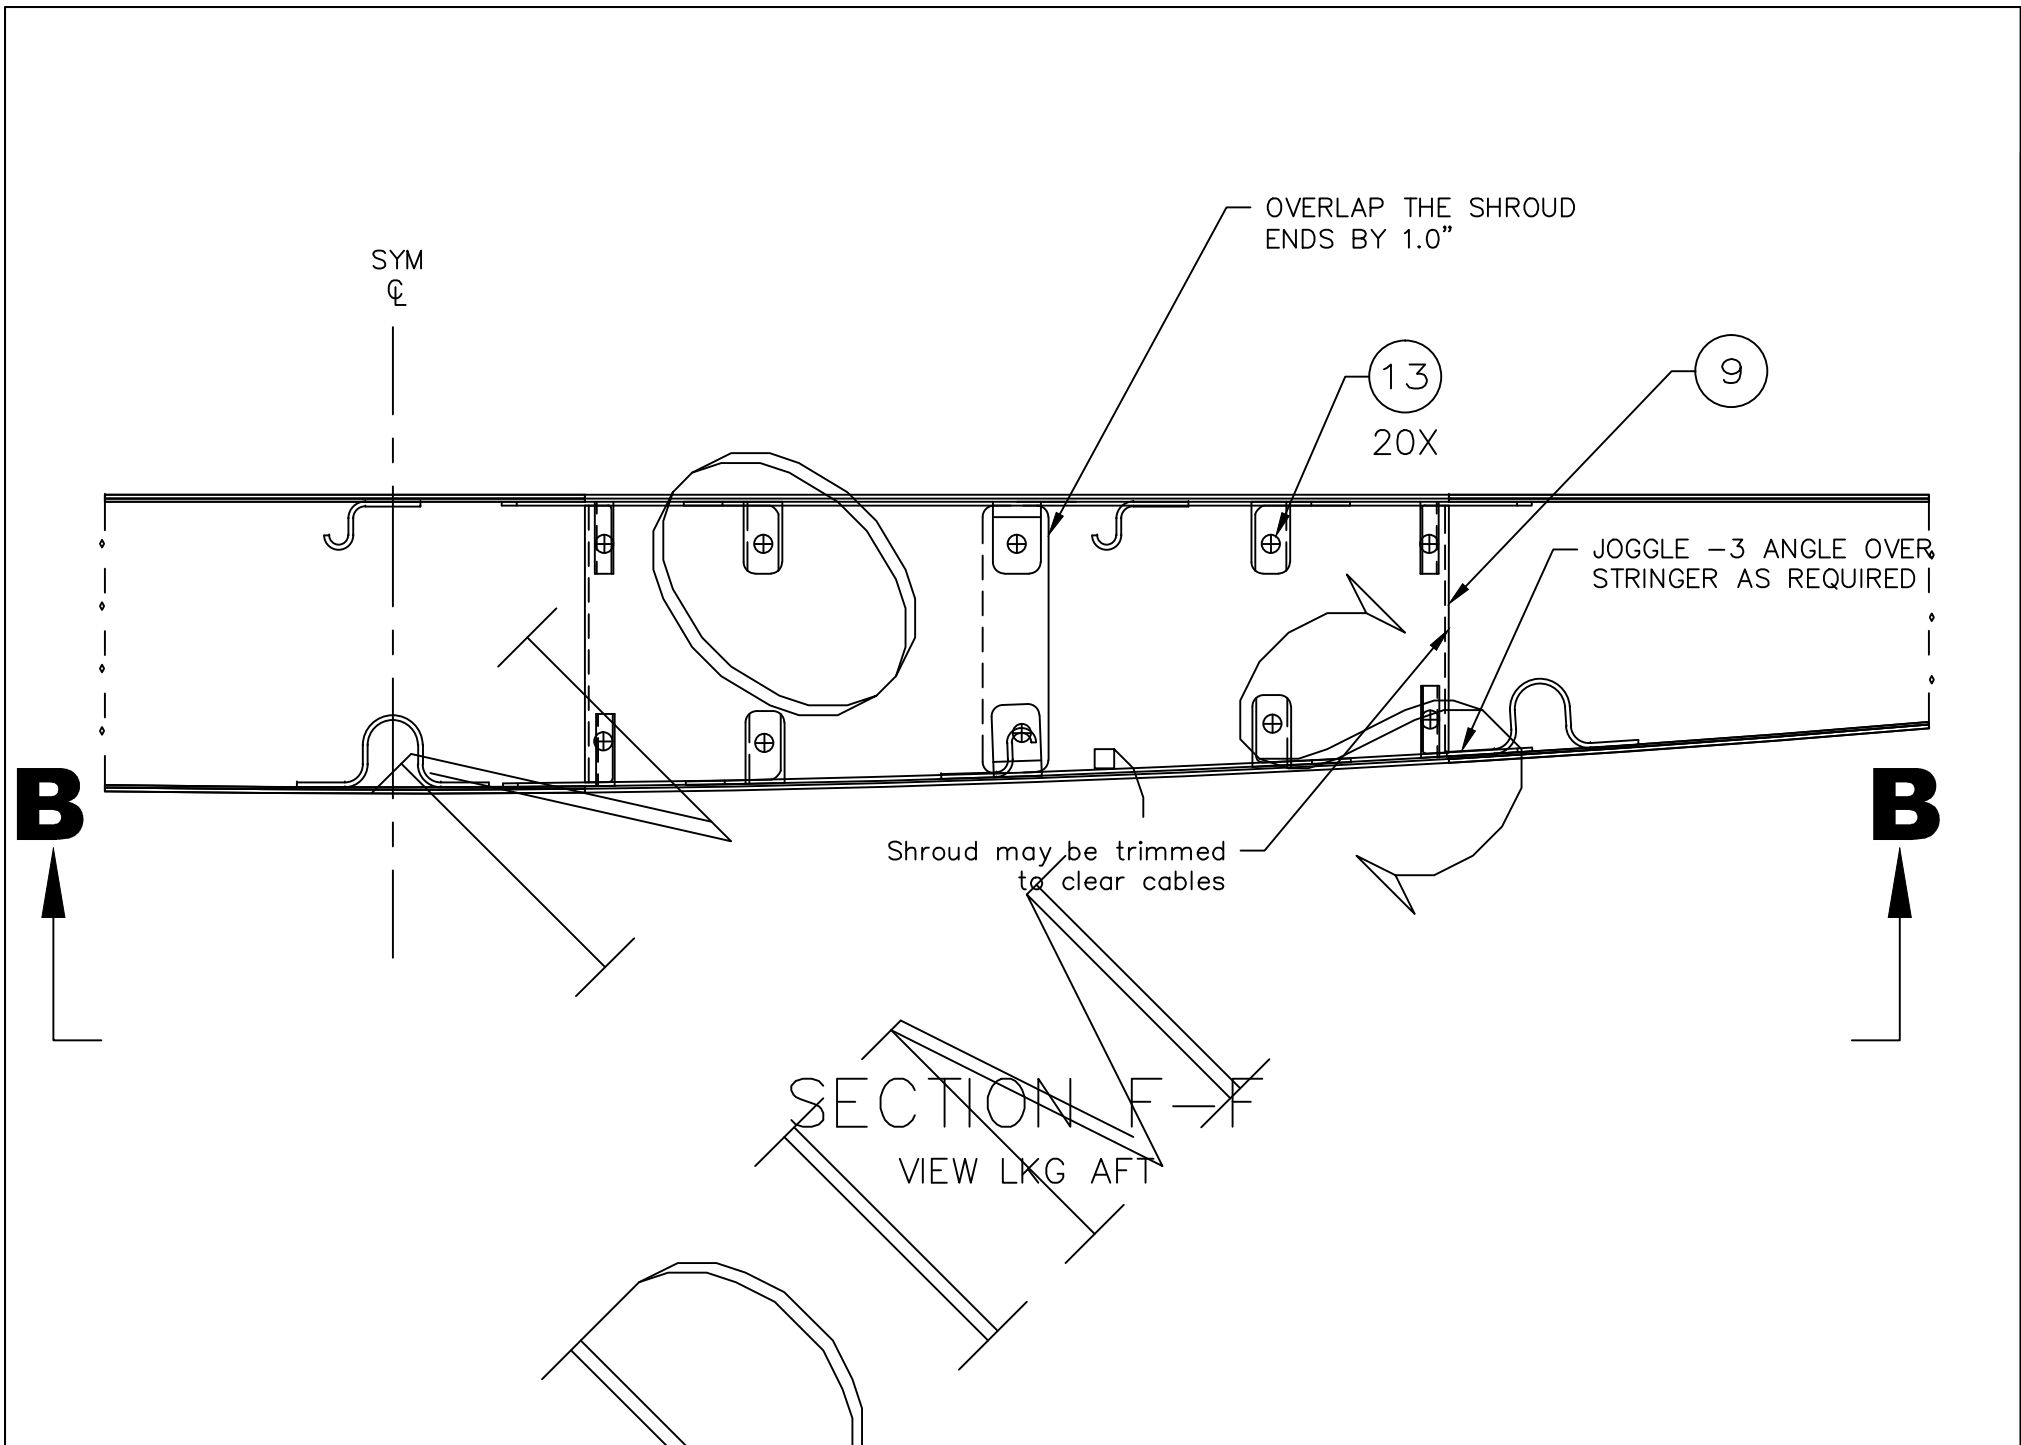 OVERLAP THE SHROUD
ENDS BY 1.0"
SYM
℄
13
20X
9
JOGGLE -3 ANGLE OVER
STRINGER AS REQUIRED
B
B
Shroud may be trimmed
to clear cables
SECTION F-F
VIEW LKG AFT